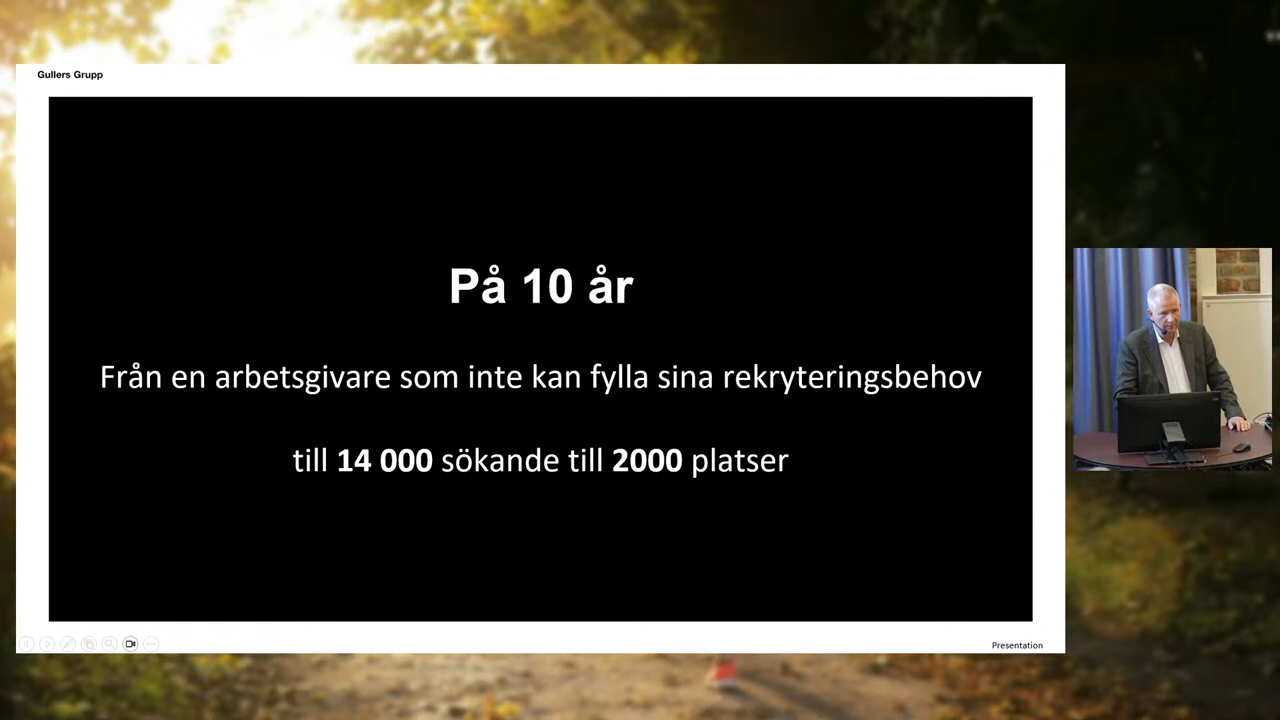 Gullers Grupp
På 10 år
Från en arbetsgivare som inte kan fylla sina rekryteringsbehov
till 14 000 sökande till 2000 platser
Presentation